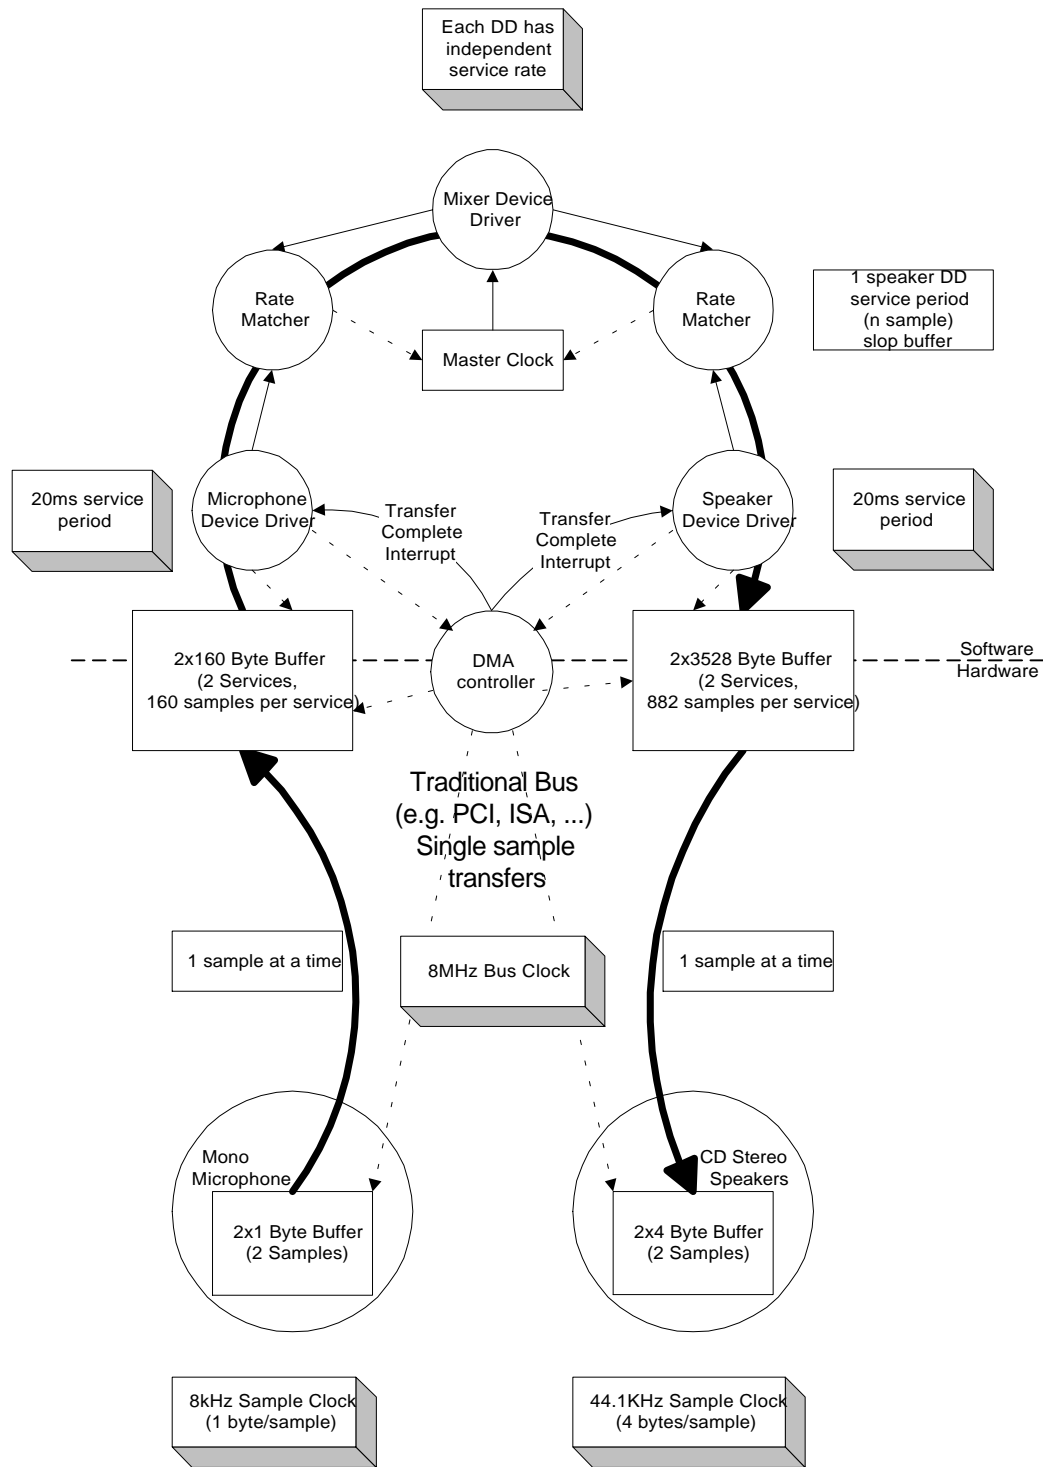 Each DD has
independent
service rate
Mixer Device
Driver
Rate
Matcher
Master Clock
Rate
Matcher
1 speaker DD
service period
(n sample)
slop buffer
20ms service
period
Microphone
Device Driver
Transfer
Complete
Interrupt
Transfer
Complete
Interrupt
Speaker
Device Driver
20ms service
period
2x160 Byte Buffer
(2 Services,
160 samples per service)
DMA
controller
2x3528 Byte Buffer
(2 Services,
882 samples per service)
Software
Hardware
Traditional Bus
(e.g. PCI, ISA, ...)
Single sample
transfers
1 sample at a time
8MHz Bus Clock
1 sample at a time
Mono
Microphone
2x1 Byte Buffer
(2 Samples)
CD Stereo
Speakers
2x4 Byte Buffer
(2 Samples)
8kHz Sample Clock
(1 byte/sample)
44.1KHz Sample Clock
(4 bytes/sample)